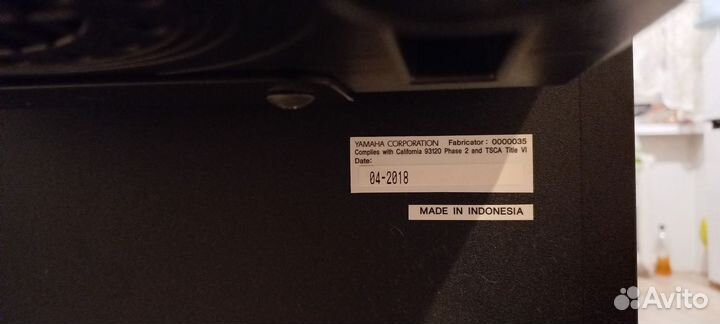 YAMAHA CORPORATION Fabricator : 0000035
Complies with California 93120 Phase 2 and TSCA Title VI
Date:
04-2018
MADE IN INDONESIA
Avito